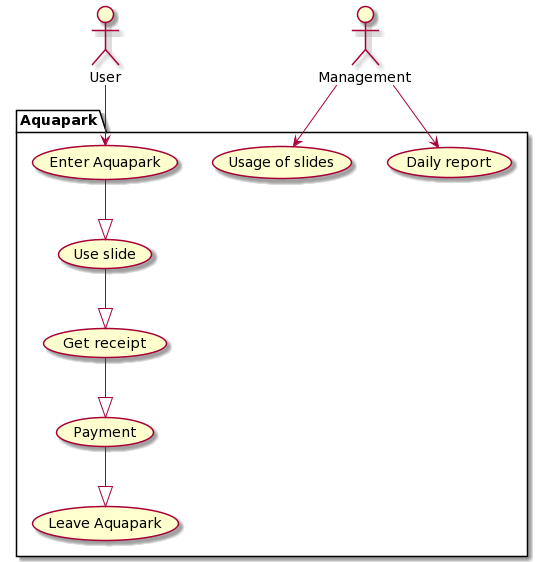 User
Management
Aquapark
Enter Aquapark
Usage of slides
Daily report
Use slide
Get receipt
Payment
Leave Aquapark